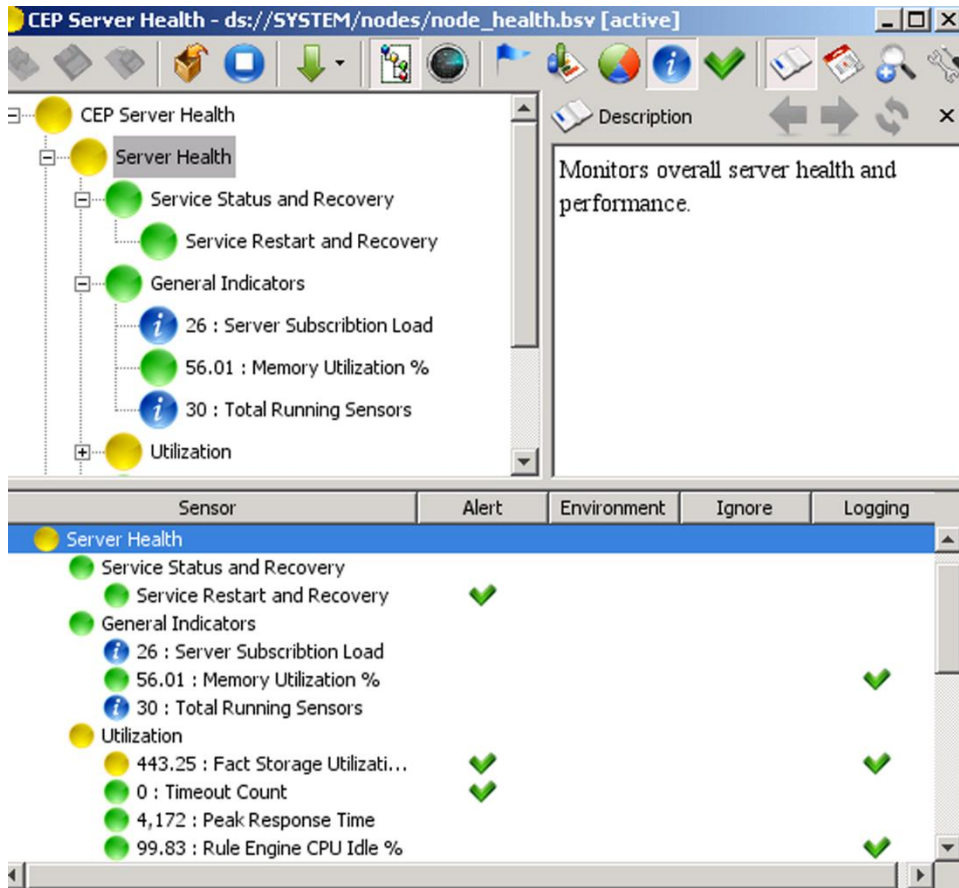 CEP Server Health - ds://SYSTEM/nodes/node_health.bsv [active]
CEP Server Health
Server Health
Service Status and Recovery
Service Restart and Recovery
General Indicators
26 : Server Subscribtion Load
56.01 : Memory Utilization %
30 : Total Running Sensors
Utilization
Description
Monitors overall server health and
performance.
Sensor Alert Environment Ignore Logging
Server Health
Service Status and Recovery
Service Restart and Recovery
General Indicators
26 : Server Subscribtion Load
56.01 : Memory Utilization %
30 : Total Running Sensors
Utilization
443.25 : Fact Storage Utilizati...
0 : Timeout Count
4,172 : Peak Response Time
99.83 : Rule Engine CPU Idle %